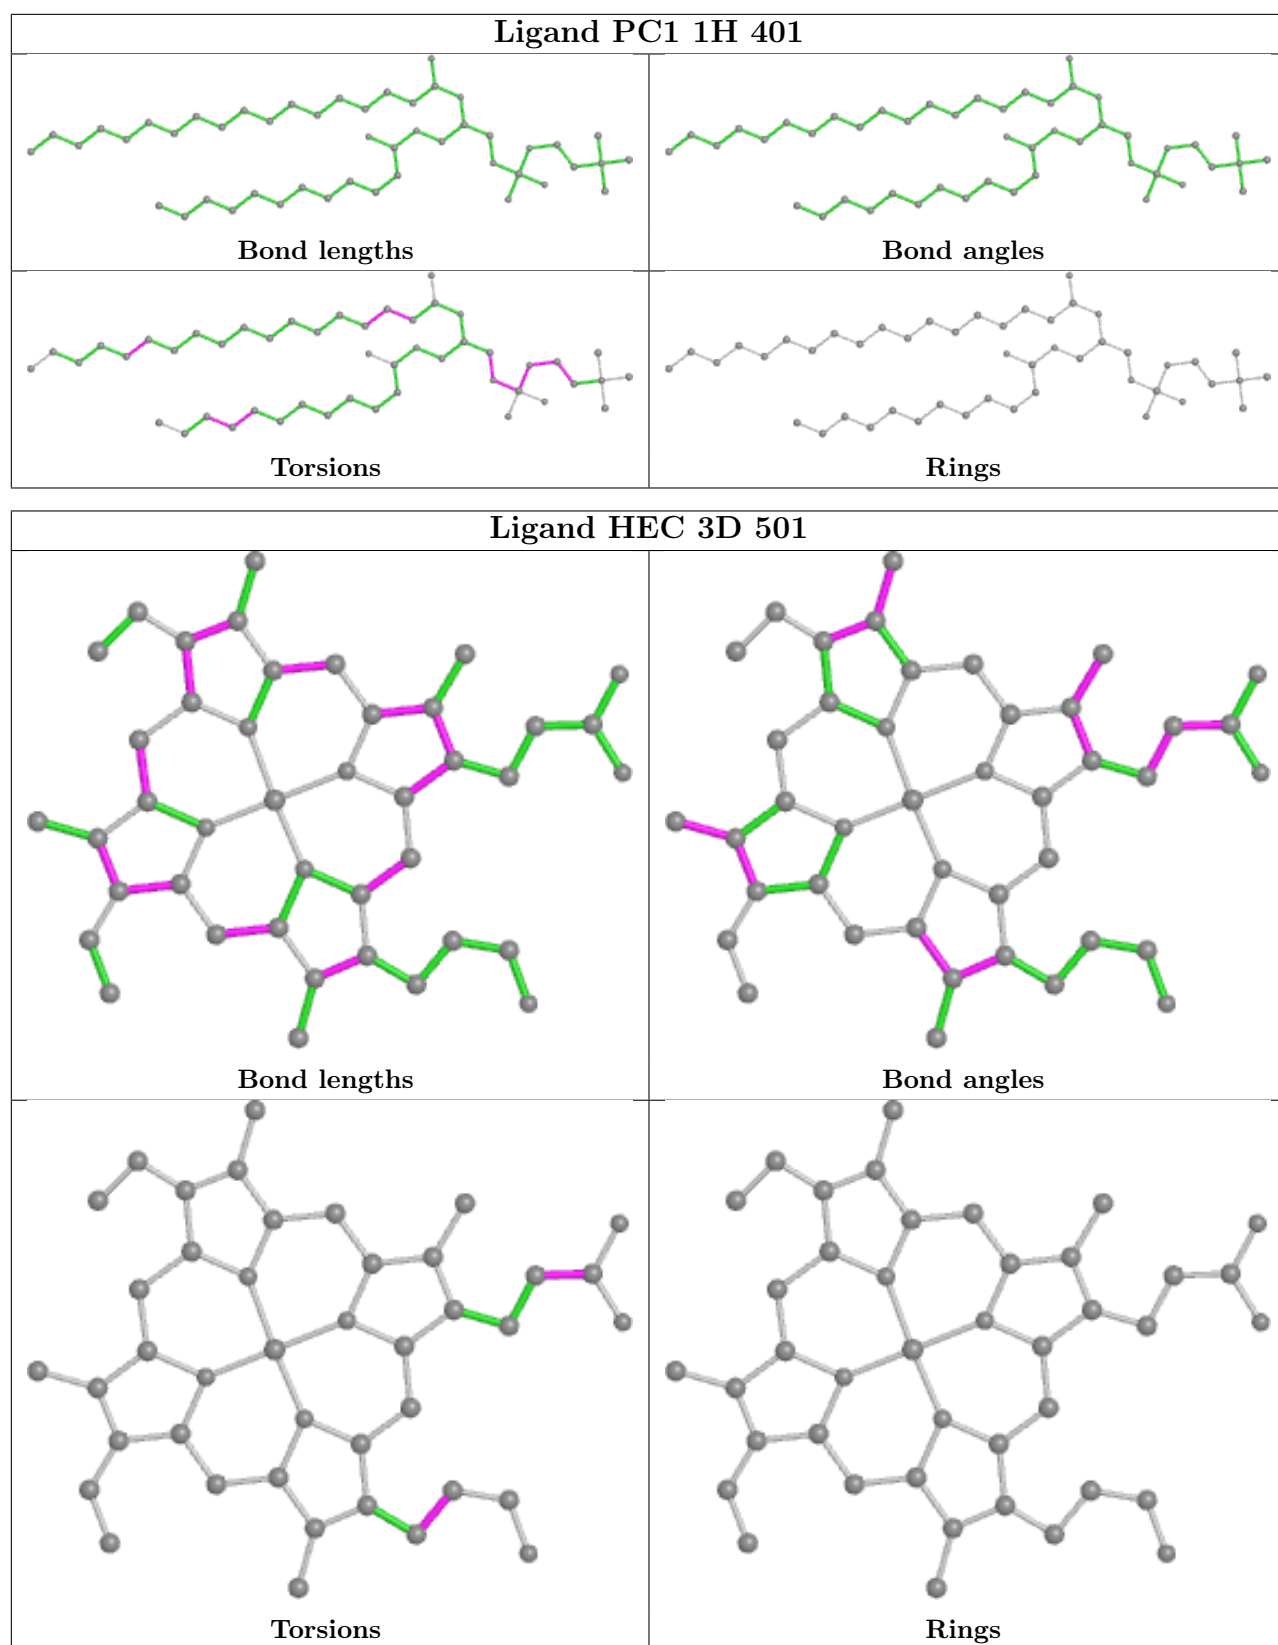 Ligand PC1 1H 401
Bond lengths
Bond angles
Torsions
Rings
Ligand HEC 3D 501
Bond lengths
Bond angles
Torsions
Rings